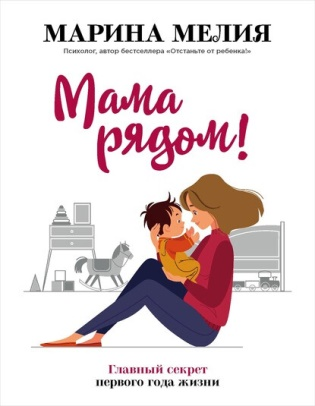 МАРИНА МЕЛИЯ
Психолог, автор бестселлера «Отстаньте от ребенка!»
Мама
рядом!
Главный секрет
первого года жизни